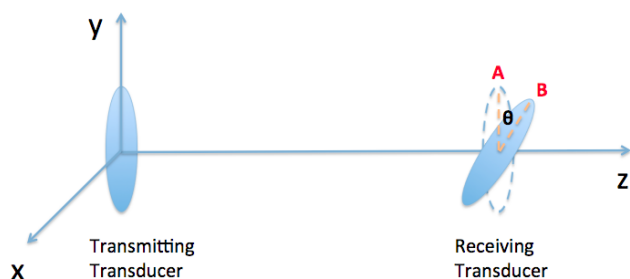 y
A
B
θ
z
x
Transmitting
Transducer
Receiving
Transducer